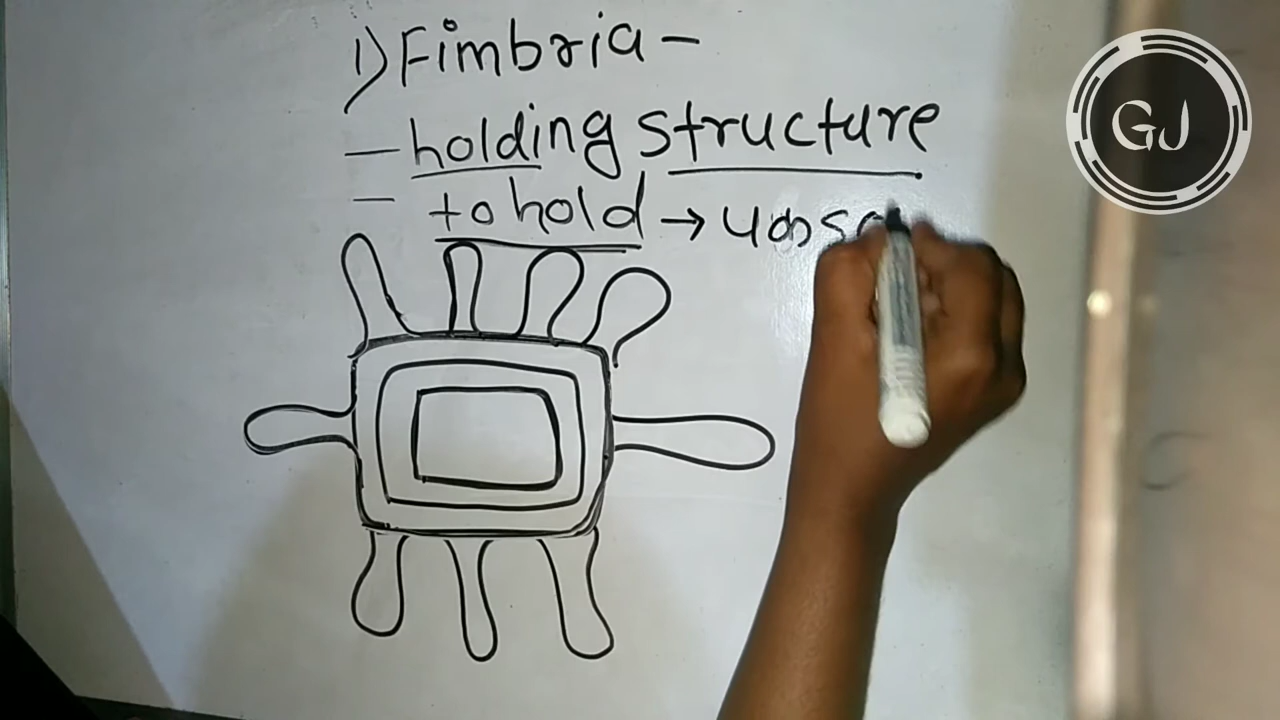 1) Fimbria -
- holding structure
- to hold →
GJ